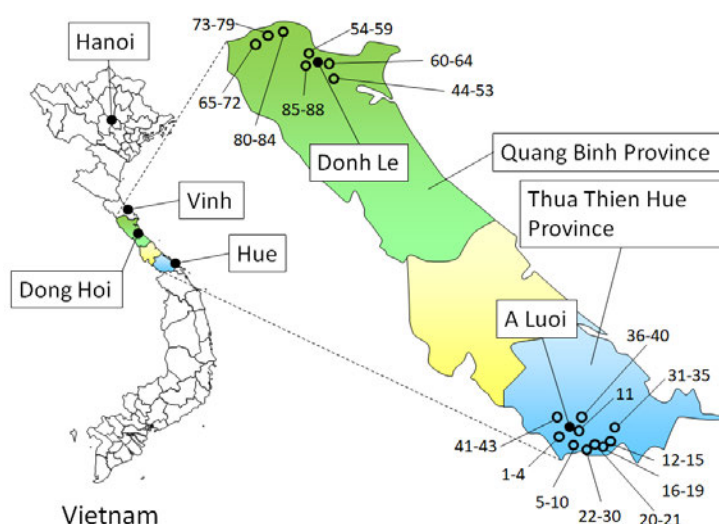 73-79
54-59
Hanoi
60-64
65-72
44-53
85-88
80-84
Donh Le
Quang Binh Province
Vinh
Thua Thien Hue
Province
Hue
Dong Hoi
A Luoi
36-40
31-35
11
41-43
1-4
12-15
5-10
16-19
22-30
20-21
Vietnam